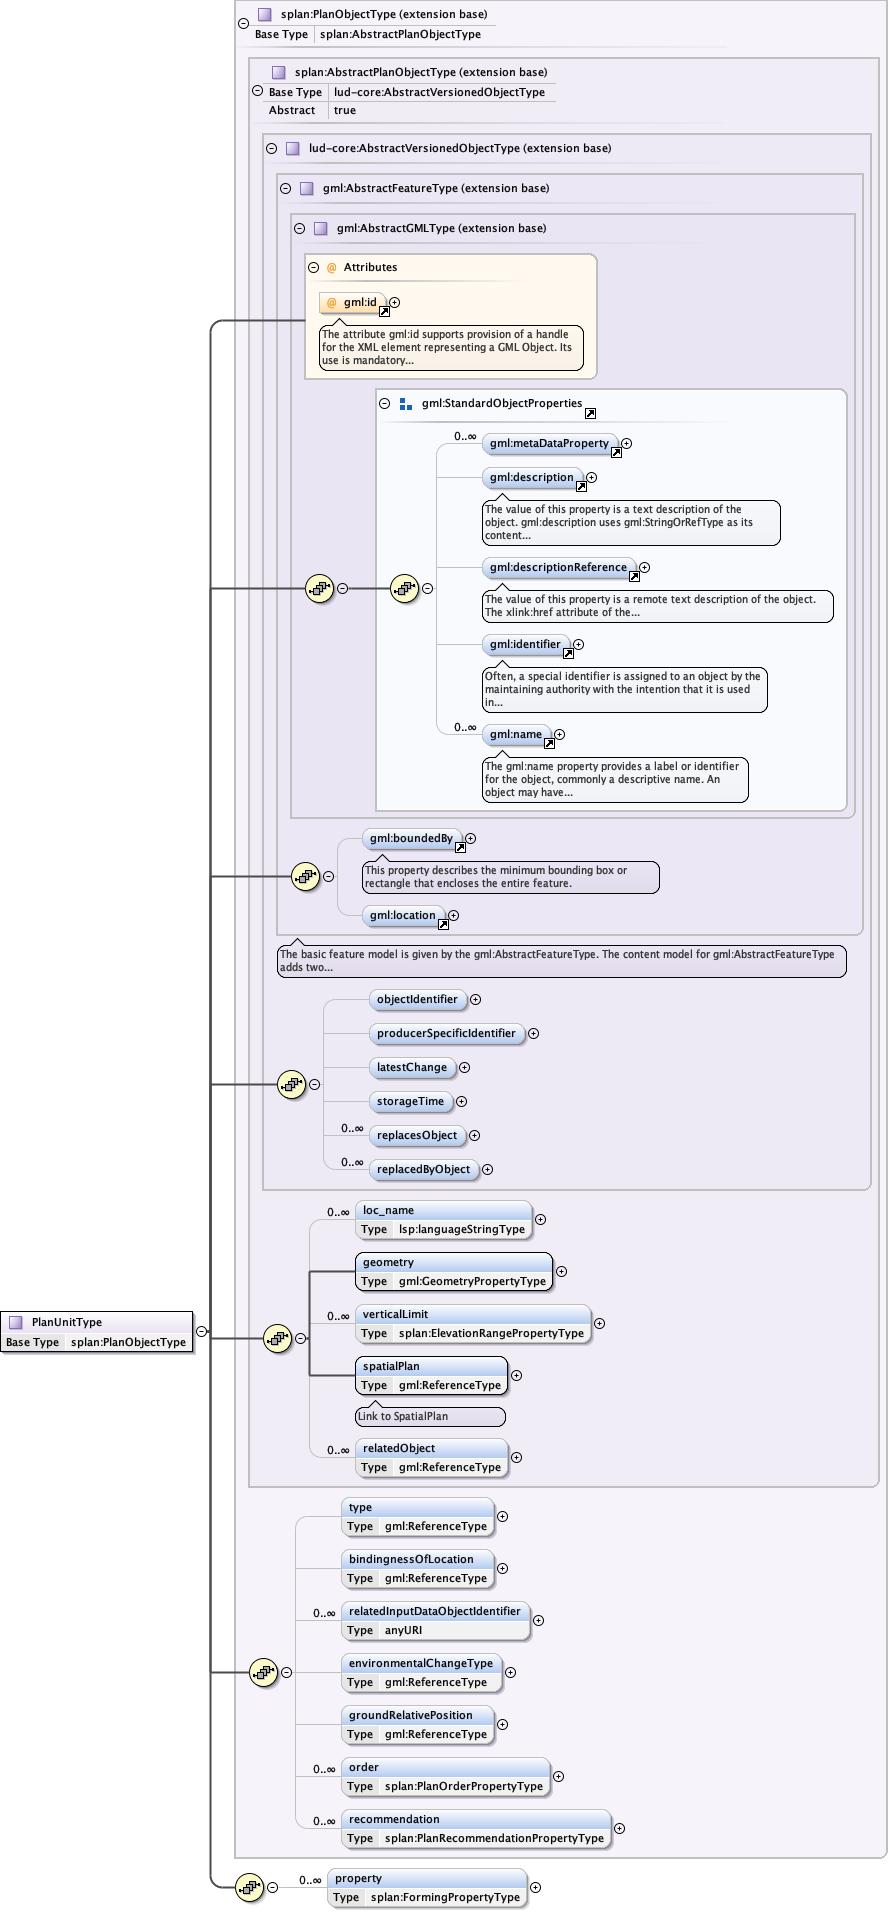 splan:PlanObjectType (extension base)
Base Type splan:AbstractPlanObjectType
splan:AbstractPlanObjectType (extension base)
Base Type lud-core:AbstractVersionedObjectType
Abstract true
lud-core:AbstractVersionedObjectType (extension base)
gml:AbstractFeatureType (extension base)
gml:AbstractGMLType (extension base)
@ Attributes
@ gml:id
The attribute gml:id supports provision of a handle
for the XML element representing a GML Object. Its
use is mandatory...
gml:StandardObjectProperties
0..∞ gml:metaDataProperty
gml:description
The value of this property is a text description of the
object. gml:description uses gml:StringOrRefType as its
content...
gml:descriptionReference
The value of this property is a remote text description of the object.
The xlink:href attribute of the...
gml:identifier
Often, a special identifier is assigned to an object by the
maintaining authority with the intention that it is used
in...
0..∞ gml:name
The gml:name property provides a label or identifier
for the object, commonly a descriptive name. An
object may have...
gml:boundedBy
This property describes the minimum bounding box or
rectangle that encloses the entire feature.
gml:location
The basic feature model is given by the gml:AbstractFeatureType. The content model for gml:AbstractFeatureType
adds two...
objectIdentifier
producerSpecificIdentifier
latestChange
storageTime
0..∞ replacesObject
0..∞ replacedByObject
0..∞ loc_name
Type lsp:languageStringType
geometry
Type gml:GeometryPropertyType
0..∞ verticalLimit
Type splan:ElevationRangePropertyType
PlanUnitType
Base Type splan:PlanObjectType
spatialPlan
Type gml:ReferenceType
Link to SpatialPlan
0..∞ relatedObject
Type gml:ReferenceType
type
Type gml:ReferenceType
bindingnessOfLocation
Type gml:ReferenceType
0..∞ relatedInputDataObjectIdentifier
Type anyURI
environmentalChangeType
Type gml:ReferenceType
groundRelativePosition
Type gml:ReferenceType
0..∞ order
Type splan:PlanOrderPropertyType
0..∞ recommendation
Type splan:PlanRecommendationPropertyType
0..∞ property
Type splan:FormingPropertyType